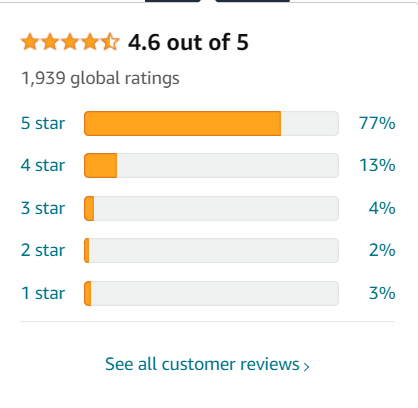 4.6 out of 5
1,939 global ratings
5 star 77%
4 star 13%
3 star 4%
2 star 2%
1 star 3%
See all customer reviews ›